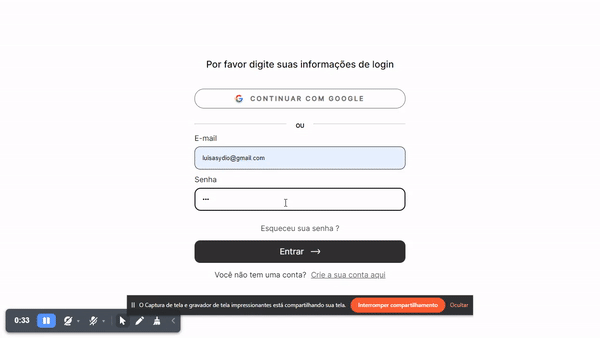 Por favor digite suas informações de login
CONTINUAR COM GOOGLE
OU
E-mail
luisasydio@gmail.com
Senha
Esqueceu sua senha ?
Entrar
Você não tem uma conta? Crie a sua conta aqui
O Captura de tela e gravador de tela impressionantes está compartilhando sua tela.
Interromper compartilhamento
Ocultar
0:33